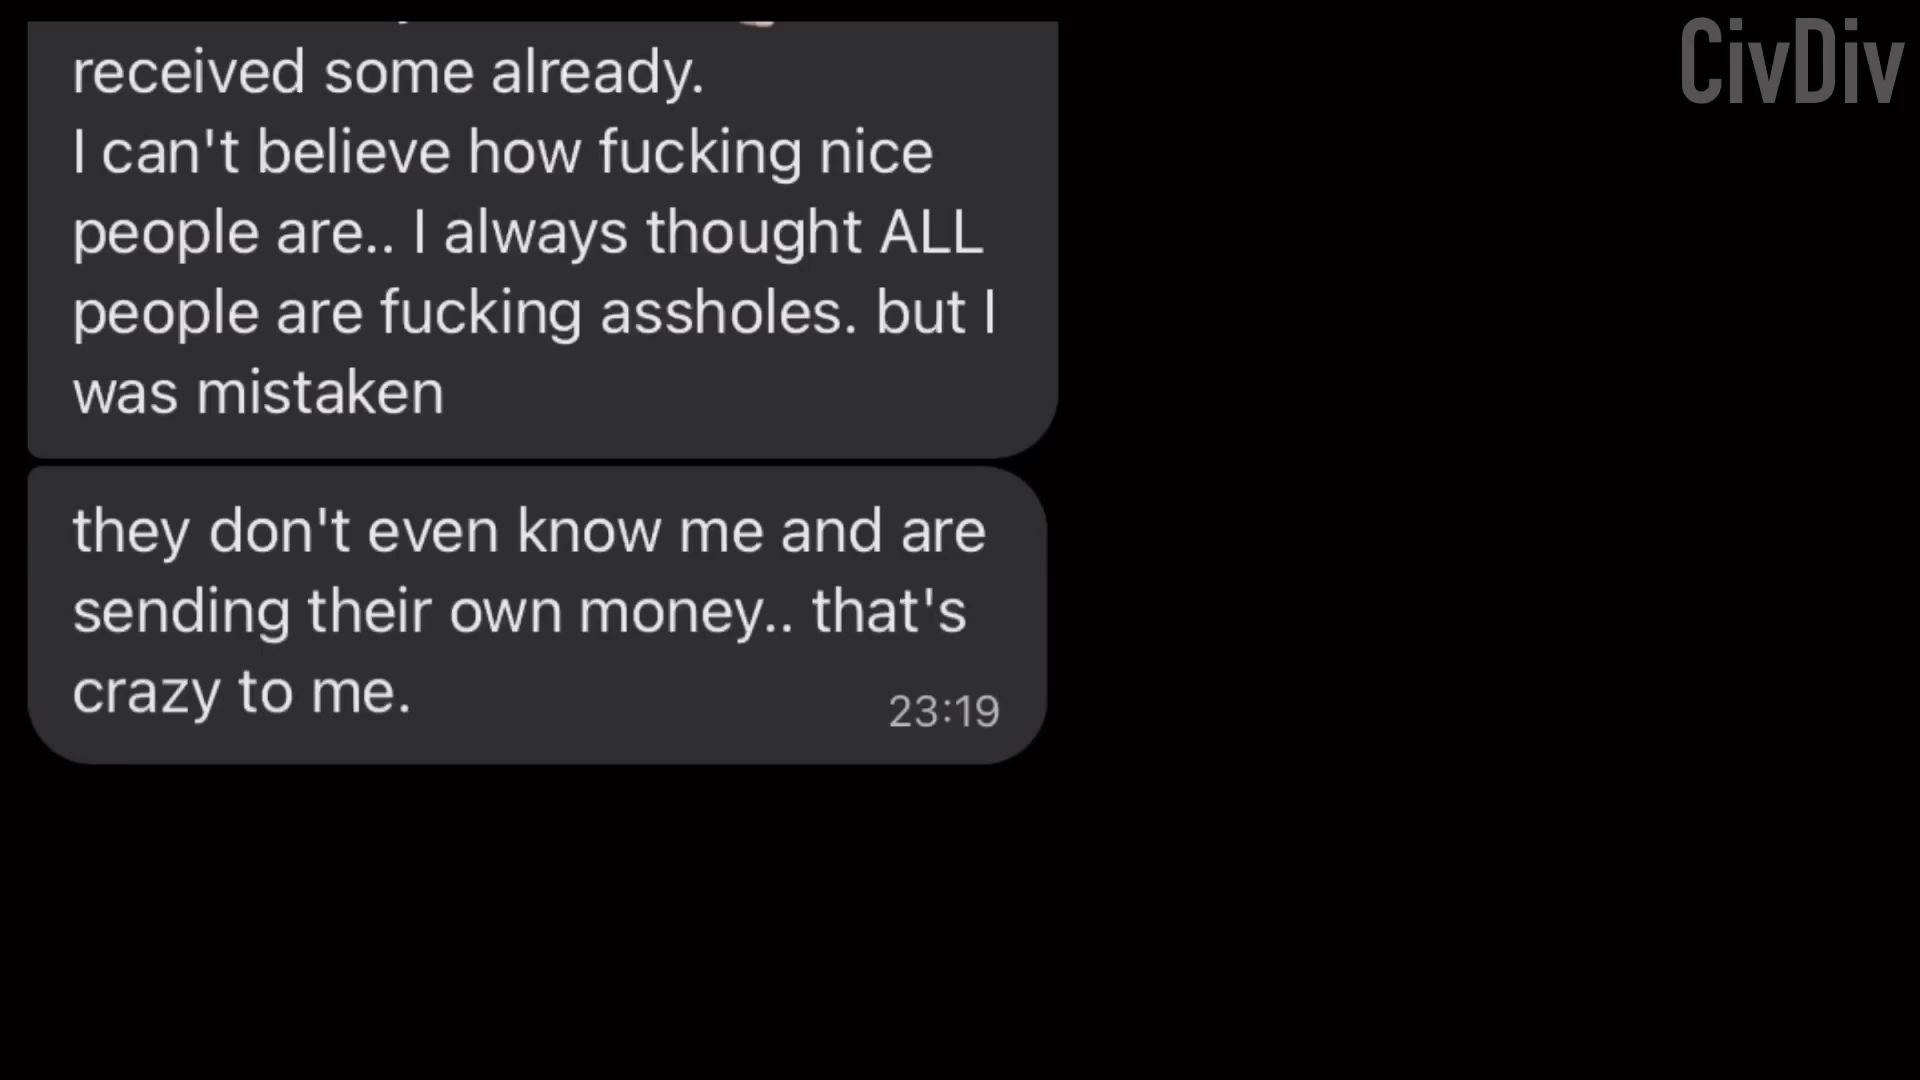 CivDiv
received some already.
I can't believe how fucking nice
people are.. I always thought ALL
people are fucking assholes. but I
was mistaken
they don't even know me and are
sending their own money.. that's
crazy to me.
23:19